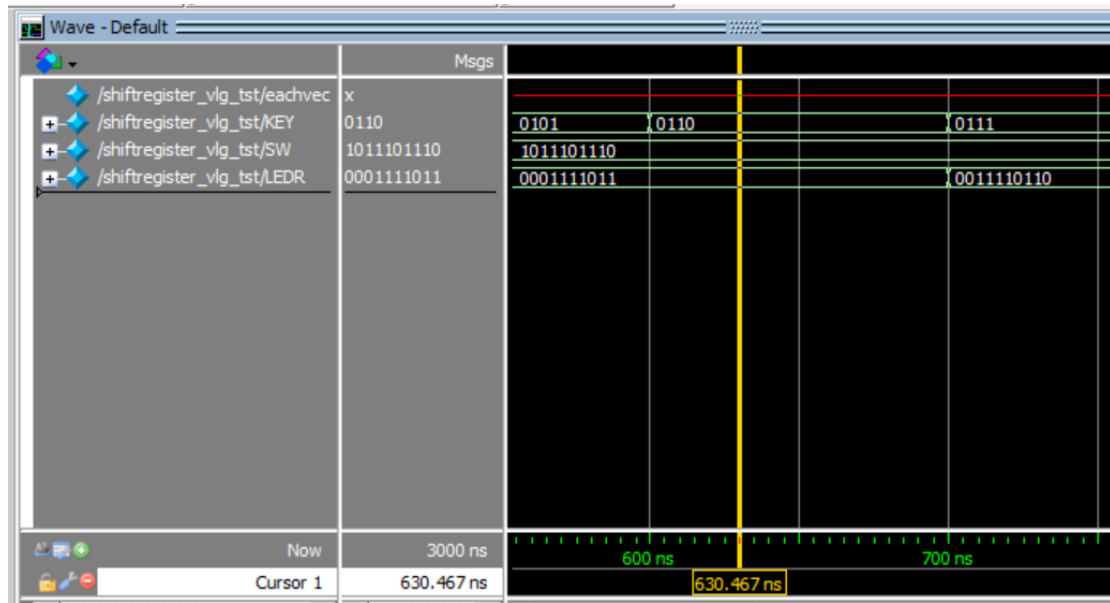 Wave - Default
Msgs
/shiftregister_vlg_tst/eachvec x
/shiftregister_vlg_tst/KEY 0110 0101 0110 0111
/shiftregister_vlg_tst/SW 1011101110 1011101110
/shiftregister_vlg_tst/LEDR 0001111011 0001111011 0011110110
Now 3000 ns 600 ns 700 ns
Cursor 1 630.467 ns 630.467 ns